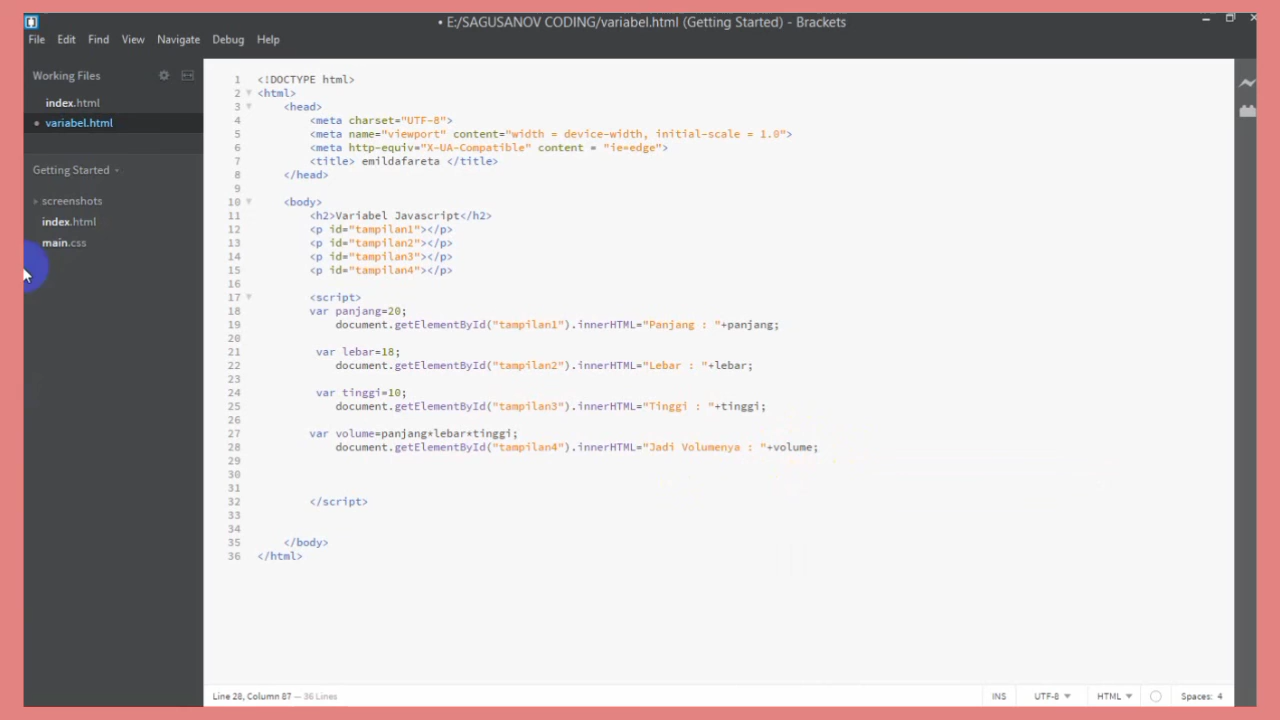 • E:/SAGUSANOV CODING/variabel.html (Getting Started) - Brackets
File Edit Find View Navigate Debug Help
Working Files
index.html
• variabel.html
Getting Started
screenshots
index.html
main.css
1 <!DOCTYPE html>
2 <html>
3 <head>
4 <meta charset="UTF-8">
5 <meta name="viewport" content="width = device-width, initial-scale = 1.0">
6 <meta http-equiv="X-UA-Compatible" content = "ie=edge">
7 <title> emildafareta </title>
8 </head>
9
10 <body>
11 <h2>Variabel Javascript</h2>
12 <p id="tampilan1"></p>
13 <p id="tampilan2"></p>
14 <p id="tampilan3"></p>
15 <p id="tampilan4"></p>
16
17 <script>
18 var panjang=20;
19 document.getElementById("tampilan1").innerHTML="Panjang : "+panjang;
20
21 var lebar=18;
22 document.getElementById("tampilan2").innerHTML="Lebar : "+lebar;
23
24 var tinggi=10;
25 document.getElementById("tampilan3").innerHTML="Tinggi : "+tinggi;
26
27 var volume=panjang*lebar*tinggi;
28 document.getElementById("tampilan4").innerHTML="Jadi Volumenya : "+volume;
29
30
31
32 </script>
33
34
35 </body>
36 </html>
Line 28, Column 87 — 36 Lines
INS UTF-8 HTML Spaces: 4